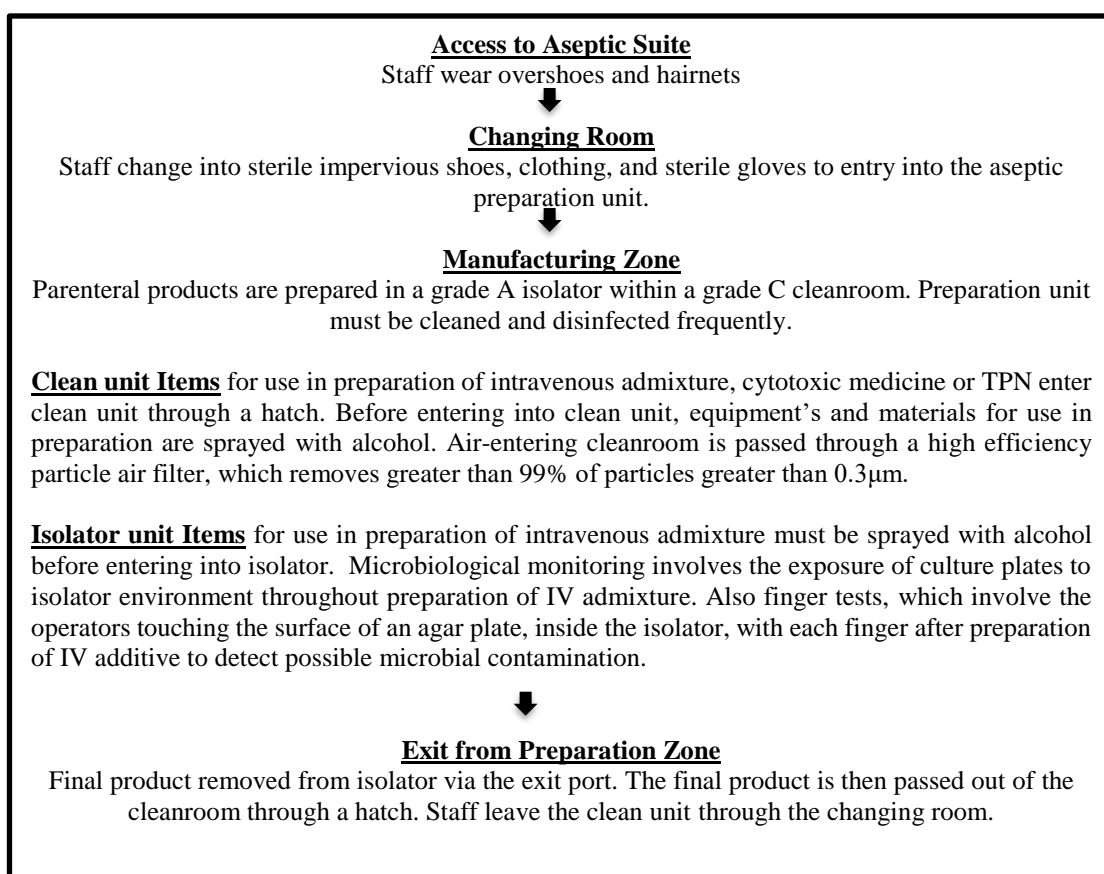 Access to Aseptic Suite
Staff wear overshoes and hairnets
Changing Room
Staff change into sterile impervious shoes, clothing, and sterile gloves to entry into the aseptic
preparation unit.
Manufacturing Zone
Parenteral products are prepared in a grade A isolator within a grade C cleanroom. Preparation unit
must be cleaned and disinfected frequently.
Clean unit Items for use in preparation of intravenous admixture, cytotoxic medicine or TPN enter
clean unit through a hatch. Before entering into clean unit, equipment’s and materials for use in
preparation are sprayed with alcohol. Air-entering cleanroom is passed through a high efficiency
particle air filter, which removes greater than 99% of particles greater than 0.3µm.
Isolator unit Items for use in preparation of intravenous admixture must be sprayed with alcohol
before entering into isolator. Microbiological monitoring involves the exposure of culture plates to
isolator environment throughout preparation of IV admixture. Also finger tests, which involve the
operators touching the surface of an agar plate, inside the isolator, with each finger after preparation
of IV additive to detect possible microbial contamination.
Exit from Preparation Zone
Final product removed from isolator via the exit port. The final product is then passed out of the
cleanroom through a hatch. Staff leave the clean unit through the changing room.